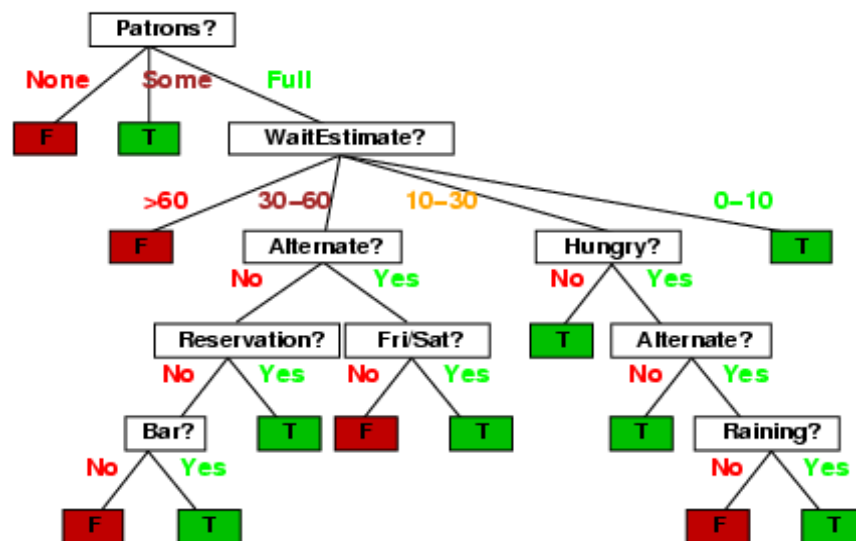 Patrons?
None Some Full
F T WaitEstimate?
>60 30–60 10–30 0–10
F Alternate? Hungry? T
No Yes No Yes
Reservation? Fri/Sat? T Alternate?
No Yes No Yes No Yes
Bar? T F T T Raining?
No Yes No Yes
F T F T